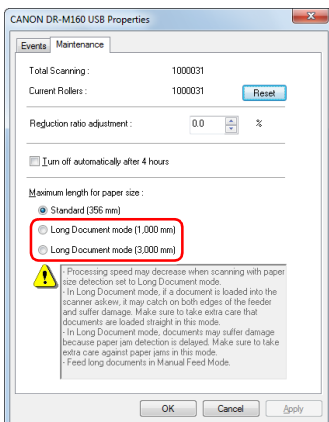 CANON DR-M160 USB Properties
Events Maintenance
Total Scanning : 1000031
Current Rollers : 1000031 Reset
Reduction ratio adjustment : 0.0 %
Turn off automatically after 4 hours
Maximum length for paper size :
Standard (356 mm)
Long Document mode (1,000 mm)
Long Document mode (3,000 mm)
- Processing speed may decrease when scanning with paper
size detection set to Long Document mode.
- In Long Document mode, if a document is loaded into the
scanner askew, it may catch on both edges of the feeder
and suffer damage. Make sure to take extra care that
documents are loaded straight in this mode.
- In Long Document mode, documents may suffer damage
because paper jam detection is delayed. Make sure to take
extra care against paper jams in this mode.
- Feed long documents in Manual Feed Mode.
OK Cancel Apply